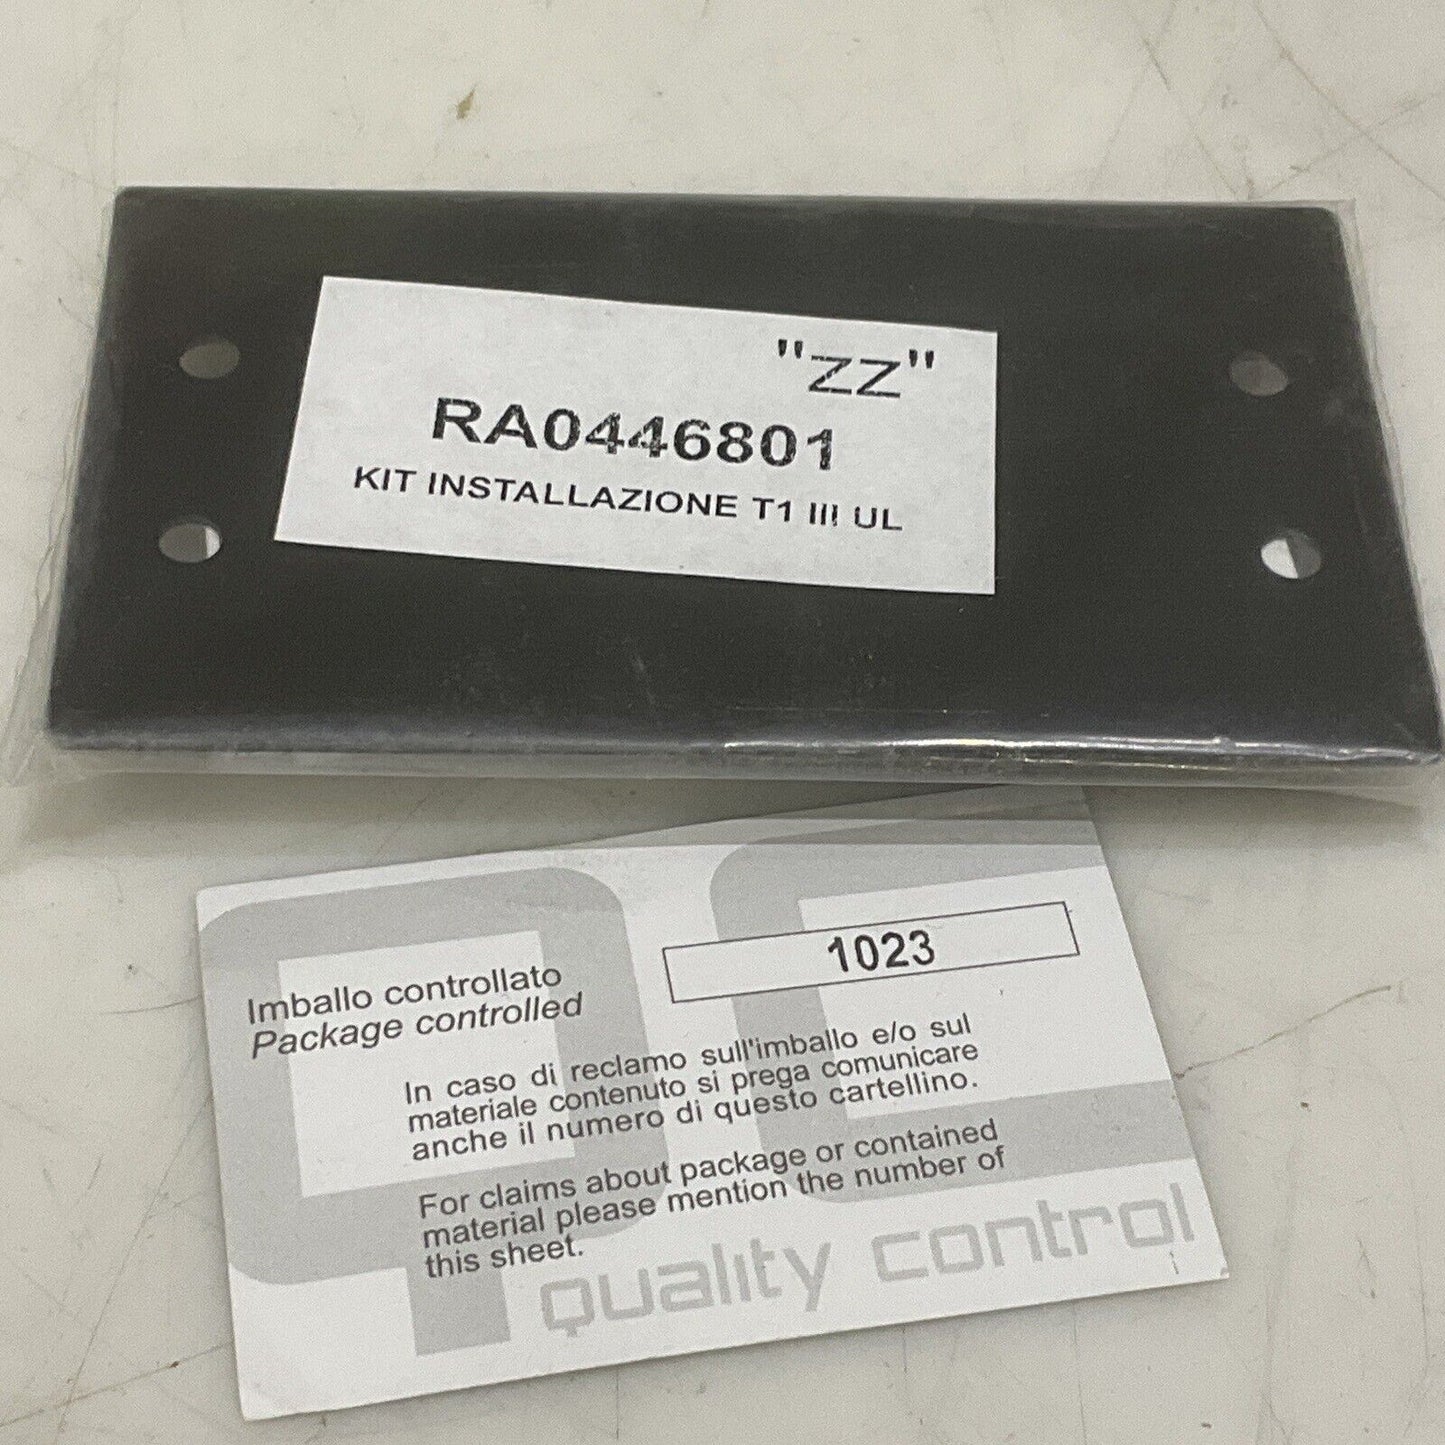 "ZZ"
RA0446801
KIT INSTALLAZIONE T1 III UL
1023
Imballo controllato
Package controlled
In caso di reclamo sull'imballo e/o sul
materiale contenuto si prega comunicare
anche il numero di questo cartellino.
For claims about package or contained
material please mention the number of
this sheet.
quality control